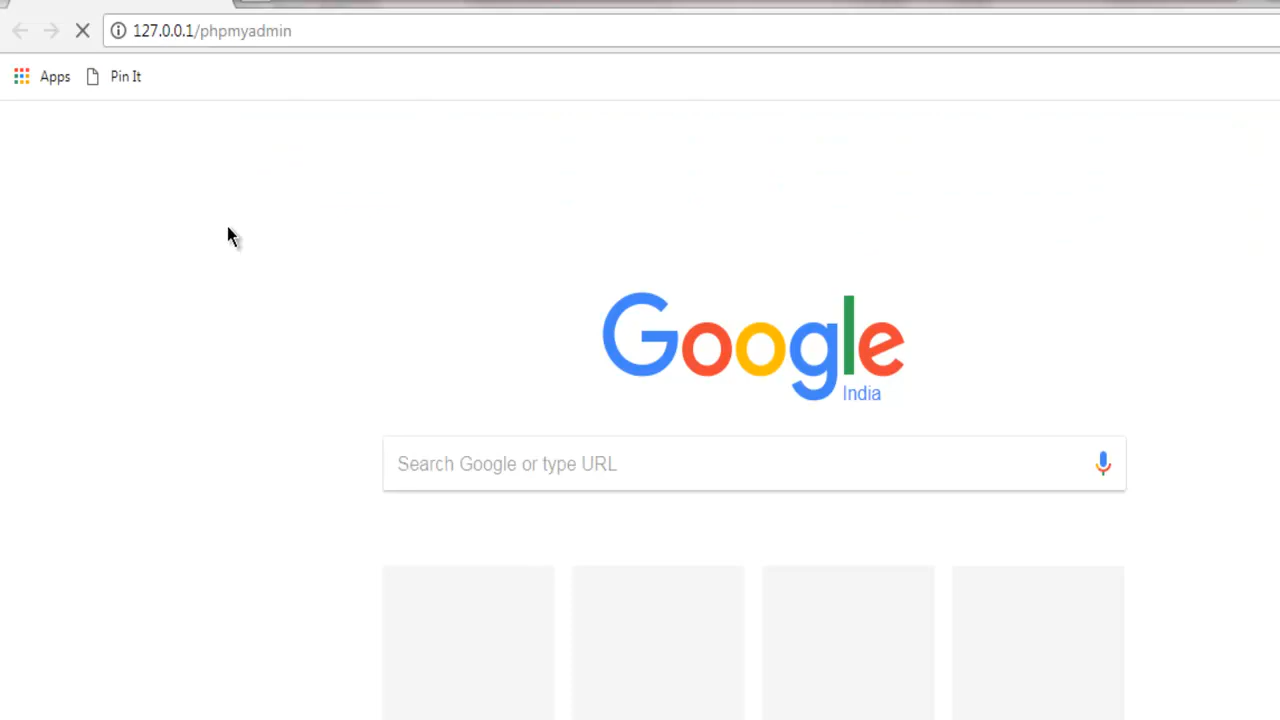 127.0.0.1/phpmyadmin
Apps Pin It
Google
India
Search Google or type URL